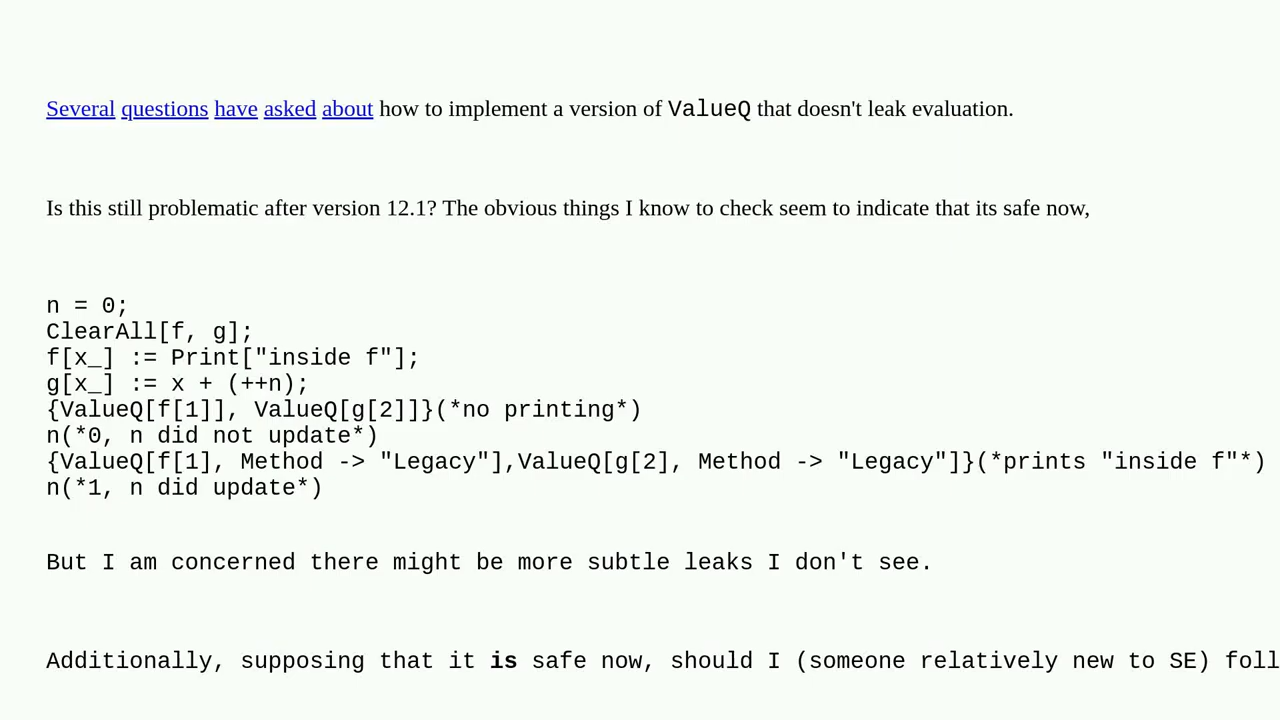 Several questions have asked about how to implement a version of ValueQ that doesn't leak evaluation.
Is this still problematic after version 12.1? The obvious things I know to check seem to indicate that its safe now,
n = 0;
ClearAll[f, g];
f[x_] := Print["inside f"];
g[x_] := x + (++n);
{ValueQ[f[1]], ValueQ[g[2]]}(*no printing*)
n(*0, n did not update*)
{ValueQ[f[1], Method -> "Legacy"],ValueQ[g[2], Method -> "Legacy"]}(*prints "inside f"*)
n(*1, n did update*)
But I am concerned there might be more subtle leaks I don't see.
Additionally, supposing that it is safe now, should I (someone relatively new to SE) foll